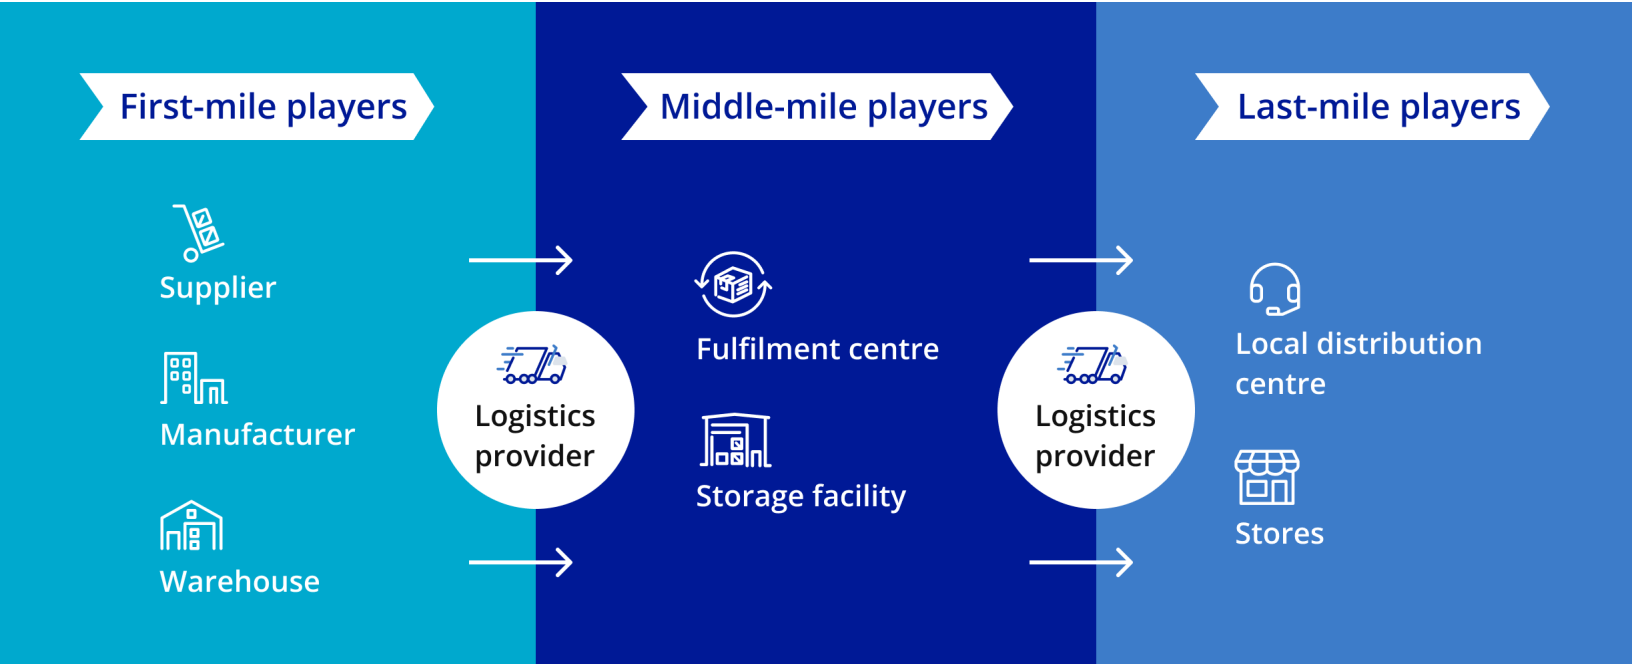 First-mile players
Middle-mile players
Last-mile players
Supplier
Manufacturer
Warehouse
Logistics
provider
Fulfilment centre
Storage facility
Logistics
provider
Local distribution
centre
Stores